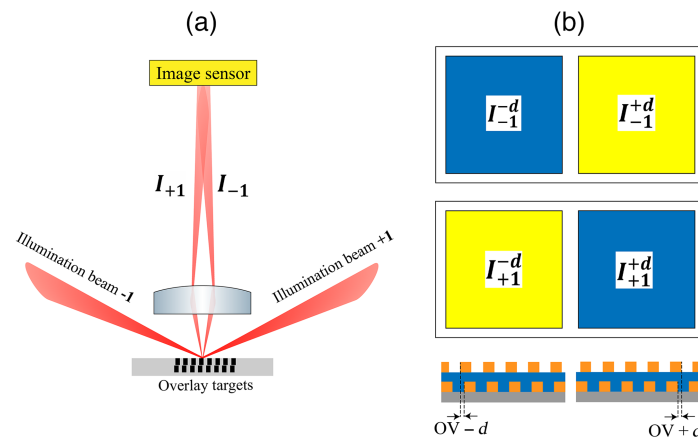 (a)
Image sensor
I+1
I−1
Illumination beam -1
Illumination beam +1
Overlay targets
(b)
I−1−d
I−1+d
I+1−d
I+1+d
OV − d
OV + d